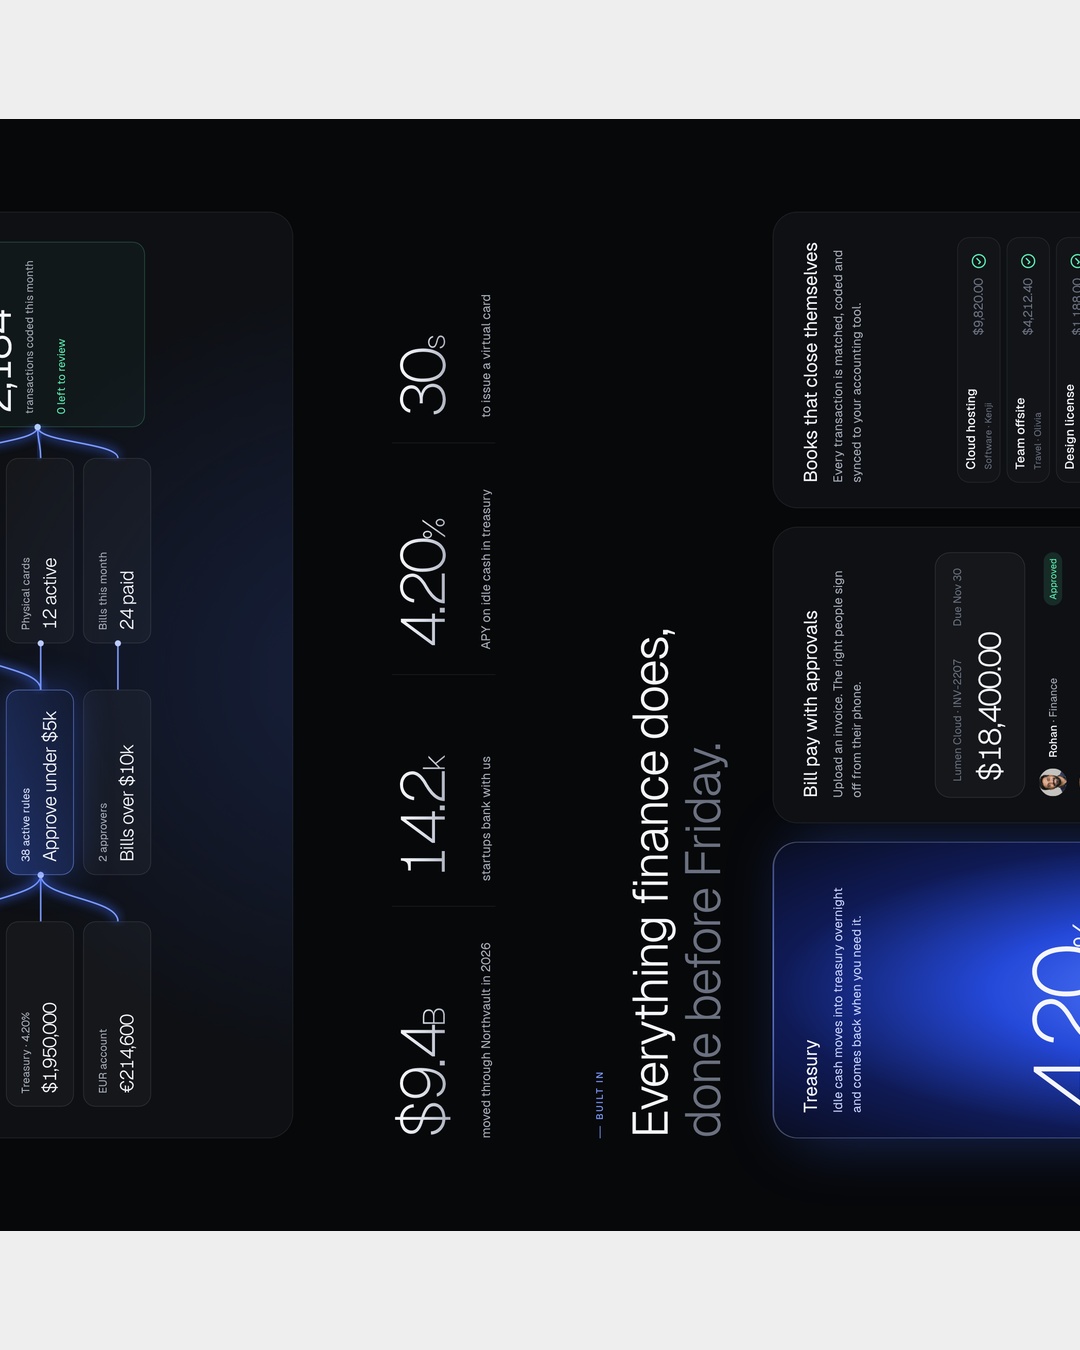 2,184
transactions coded this month
0 left to review
Treasury · 4.20%
$1,950,000
38 active rules
Approve under $5k
Physical cards
12 active
EUR account
€214,600
2 approvers
Bills over $10k
Bills this month
24 paid
$9.4B
moved through Northvault in 2026
14.2k
startups bank with us
4.20%
APY on idle cash in treasury
30s
to issue a virtual card
— BUILT IN
Everything finance does,
done before Friday.
Treasury
Idle cash moves into treasury overnight
and comes back when you need it.
4.20%
Bill pay with approvals
Upload an invoice. The right people sign
off from their phone.
Lumen Cloud · INV-2207
Due Nov 30
$18,400.00
Rohan · Finance
Approved
Books that close themselves
Every transaction is matched, coded and
synced to your accounting tool.
Cloud hosting
Software · Kenji
$9,820.00
Team offsite
Travel · Olivia
$4,212.40
Design license
$1,188.00